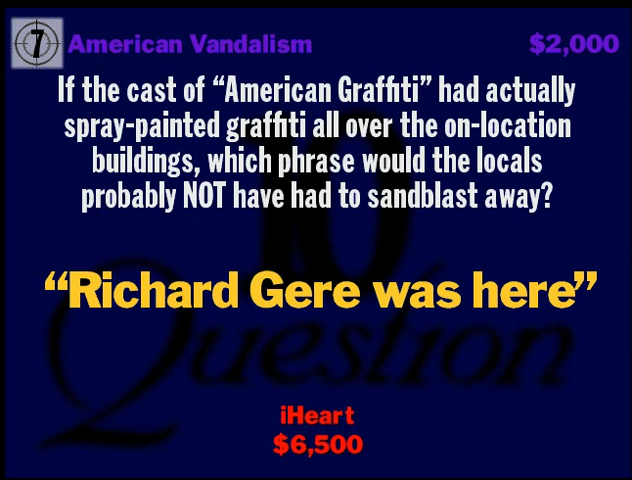 7 American Vandalism $2,000
If the cast of “American Graffiti” had actually
spray-painted graffiti all over the on-location
buildings, which phrase would the locals
probably NOT have had to sandblast away?
“Richard Gere was here”
10
Question
iHeart
$6,500